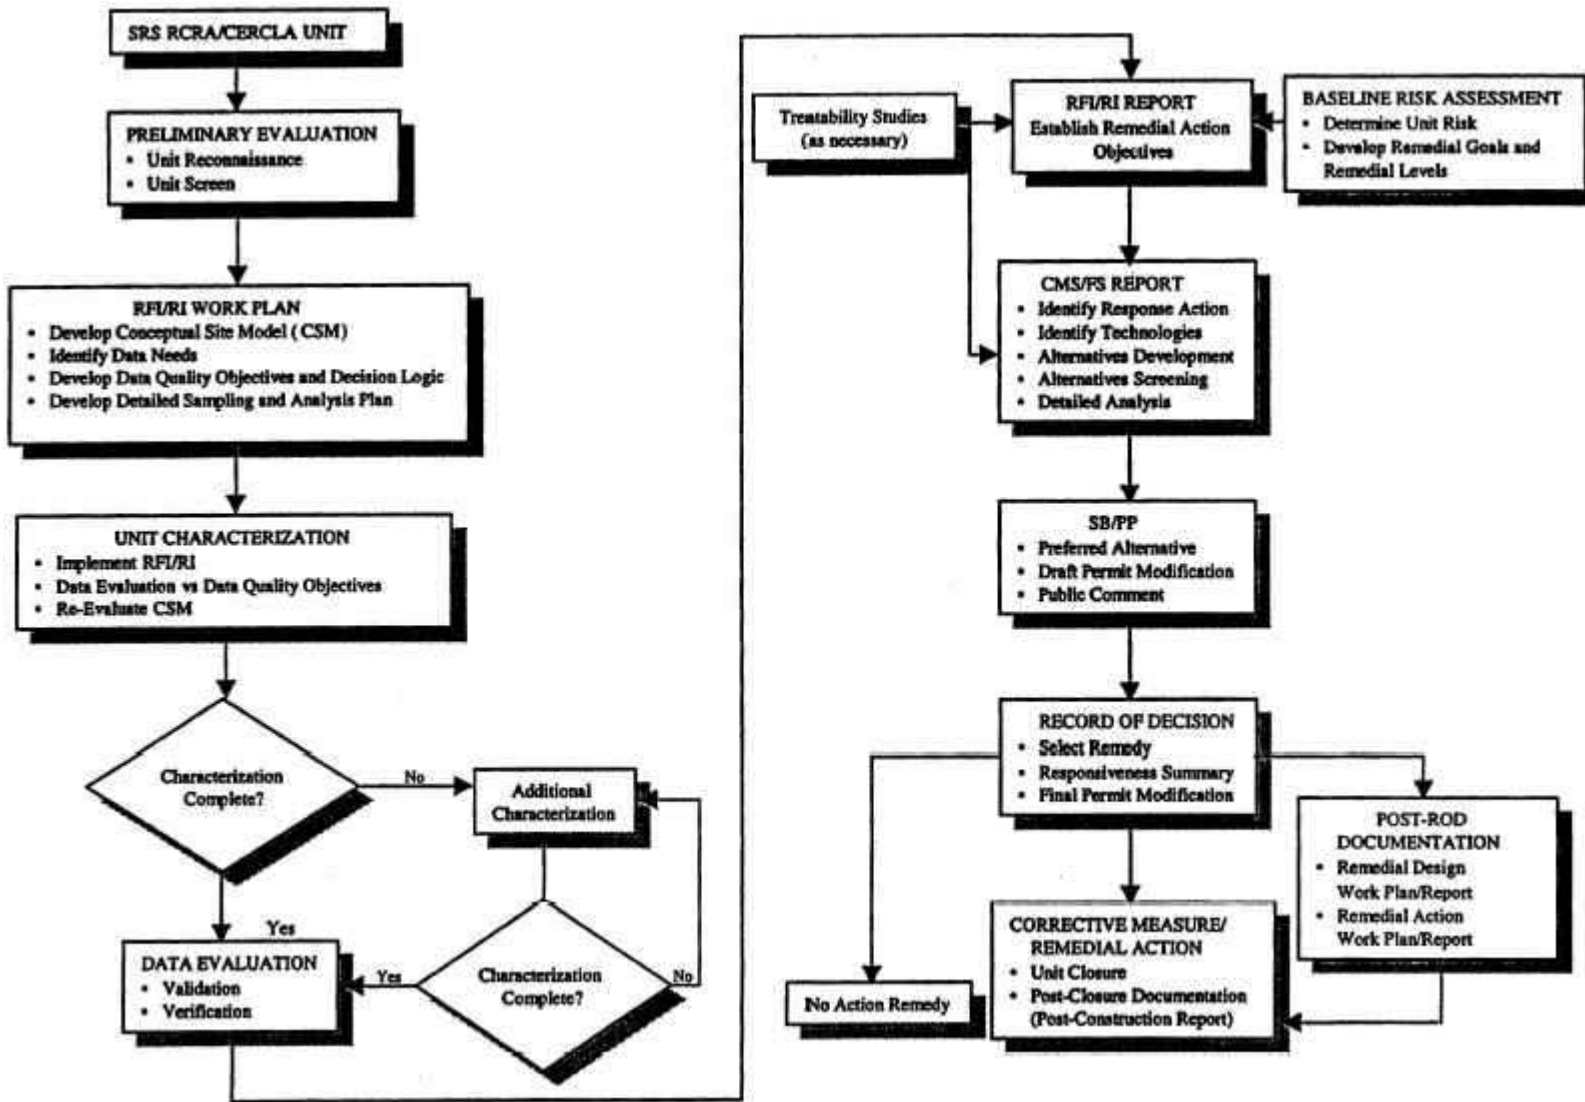 SRS RCRA/CERCLA UNIT
PRELIMINARY EVALUATION
• Unit Reconnaissance
• Unit Screen
RFI/RI WORK PLAN
• Develop Conceptual Site Model ( CSM)
• Identify Data Needs
• Develop Data Quality Objectives and Decision Logic
• Develop Detailed Sampling and Analysis Plan
UNIT CHARACTERIZATION
• Implement RFI/RI
• Data Evaluation vs Data Quality Objectives
• Re-Evaluate CSM
Characterization
Complete?
No
Additional
Characterization
Yes
DATA EVALUATION
• Validation
• Verification
Yes
Characterization
Complete?
No
Treatability Studies
(as necessary)
RFI/RI REPORT
Establish Remedial Action
Objectives
BASELINE RISK ASSESSMENT
• Determine Unit Risk
• Develop Remedial Goals and
Remedial Levels
CMS/FS REPORT
• Identify Response Action
• Identify Technologies
• Alternatives Development
• Alternatives Screening
• Detailed Analysis
SB/PP
• Preferred Alternative
• Draft Permit Modification
• Public Comment
RECORD OF DECISION
• Select Remedy
• Responsiveness Summary
• Final Permit Modification
POST-ROD
DOCUMENTATION
• Remedial Design
Work Plan/Report
• Remedial Action
Work Plan/Report
No Action Remedy
CORRECTIVE MEASURE/
REMEDIAL ACTION
• Unit Closure
• Post-Closure Documentation
(Post-Construction Report)